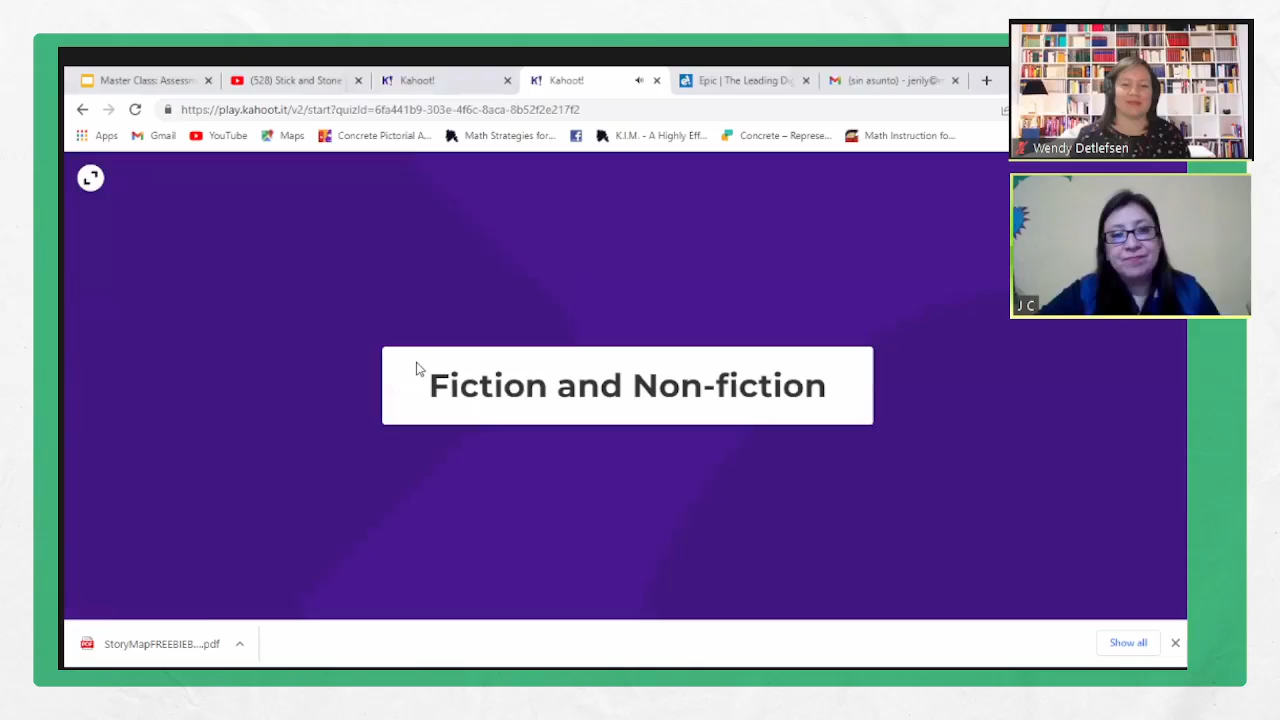 Master Class: Assessm
(528) Stick and Stone
K! Kahoot!
K! Kahoot!
Epic | The Leading Di
(sin asunto) - jenly@
https://play.kahoot.it/v2/start?quizId=6fa441b9-303e-4f6c-8aca-8b52f2e217f2
Apps
Gmail
YouTube
Maps
Concrete Pictorial A...
Math Strategies for...
K.I.M. - A Highly Eff...
Concrete – Represe...
Math Instruction fo...
Wendy Detlefsen
J C
Fiction and Non-fiction
PDF
StoryMapFREEBIEB....pdf
Show all